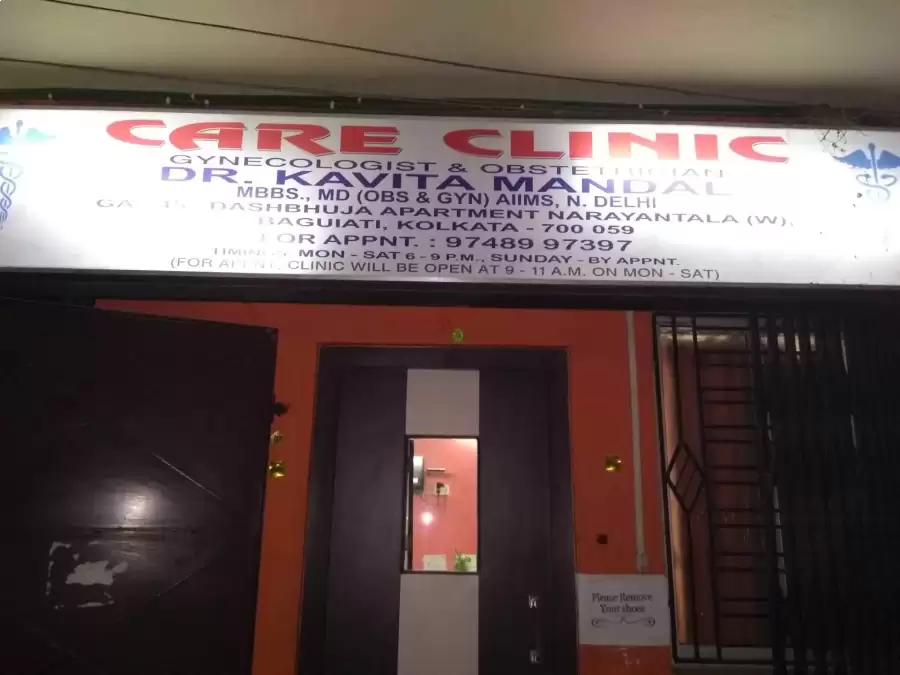 CARE CLINIC
GYNECOLOGIST & OBSTETRICIAN
DR. KAVITA MANDAL
MBBS., MD (OBS & GYN) AIIMS, N. DELHI
DASHBHUJA APARTMENT NARAYANTALA (W).
BAGUIATI, KOLKATA - 700 059
FOR APPNT. : 97489 97397
TIMINGS. MON - SAT 6 - 9 P.M., SUNDAY - BY APPNT.
(FOR APPNT. CLINIC WILL BE OPEN AT 9 - 11 A.M. ON MON - SAT)
Please Remove
Your shoes